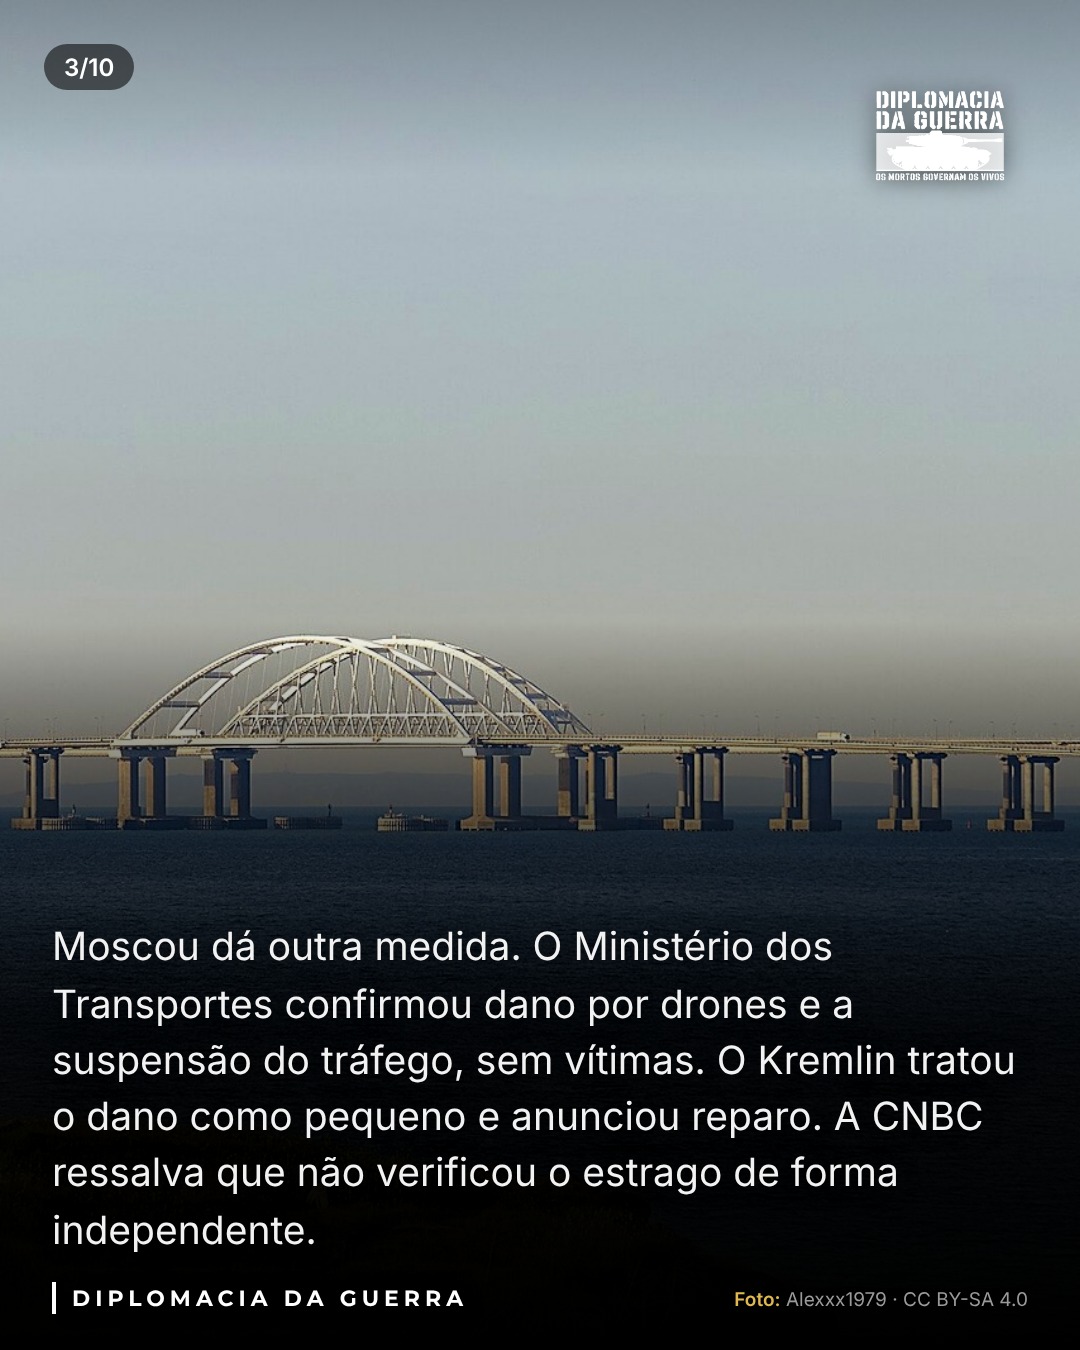 3/10
DIPLOMACIA
DA GUERRA
OS MORTOS GOVERNAM OS VIVOS
Moscou dá outra medida. O Ministério dos
Transportes confirmou dano por drones e a
suspensão do tráfego, sem vítimas. O Kremlin tratou
o dano como pequeno e anunciou reparo. A CNBC
ressalva que não verificou o estrago de forma
independente.
DIPLOMACIA DA GUERRA
Foto: Alexxx1979 · CC BY-SA 4.0